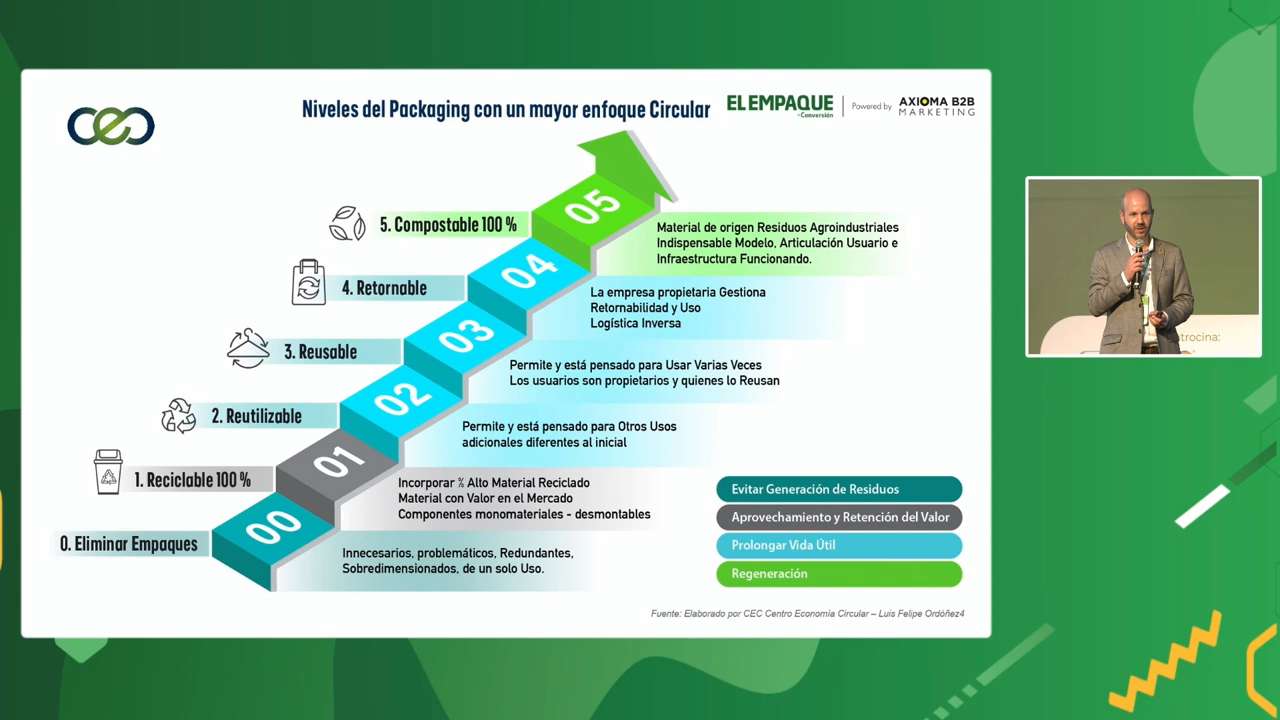 Niveles del Packaging con un mayor enfoque Circular
EL EMPAQUE
+Conversión
Powered by
AXIOMA B2B
MARKETING
ceo
05
5. Compostable 100 %
Material de origen Residuos Agroindustriales
Indispensable Modelo, Articulación Usuario e
Infraestructura Funcionando.
04
4. Retornable
La empresa propietaria Gestiona
Retornabilidad y Uso
Logística Inversa
03
3. Reusable
Permite y está pensado para Usar Varias Veces
Los usuarios son propietarios y quienes lo Reusan
02
2. Reutilizable
Permite y está pensado para Otros Usos
adicionales diferentes al inicial
01
1. Reciclable 100 %
Incorporar % Alto Material Reciclado
Material con Valor en el Mercado
Componentes monomateriales - desmontables
00
0. Eliminar Empaques
Innecesarios, problemáticos, Redundantes,
Sobredimensionados, de un solo Uso.
Evitar Generación de Residuos
Aprovechamiento y Retención del Valor
Prolongar Vida Útil
Regeneración
Fuente: Elaborado por CEC Centro Economía Circular – Luis Felipe Ordóñez4